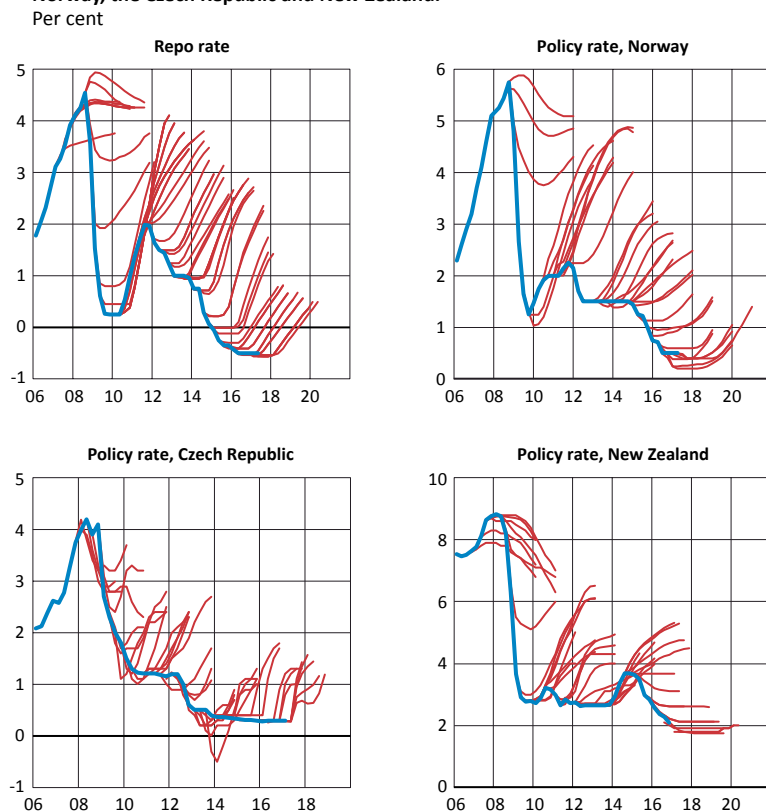 Norway, the Czech Republic and New Zealand.
Per cent
Repo rate
5
4
3
2
1
0
-1
06 08 10 12 14 16 18 20
Policy rate, Norway
6
5
4
3
2
1
0
06 08 10 12 14 16 18 20
Policy rate, Czech Republic
5
4
3
2
1
0
-1
06 08 10 12 14 16 18
Policy rate, New Zealand
10
8
6
4
2
0
06 08 10 12 14 16 18 20